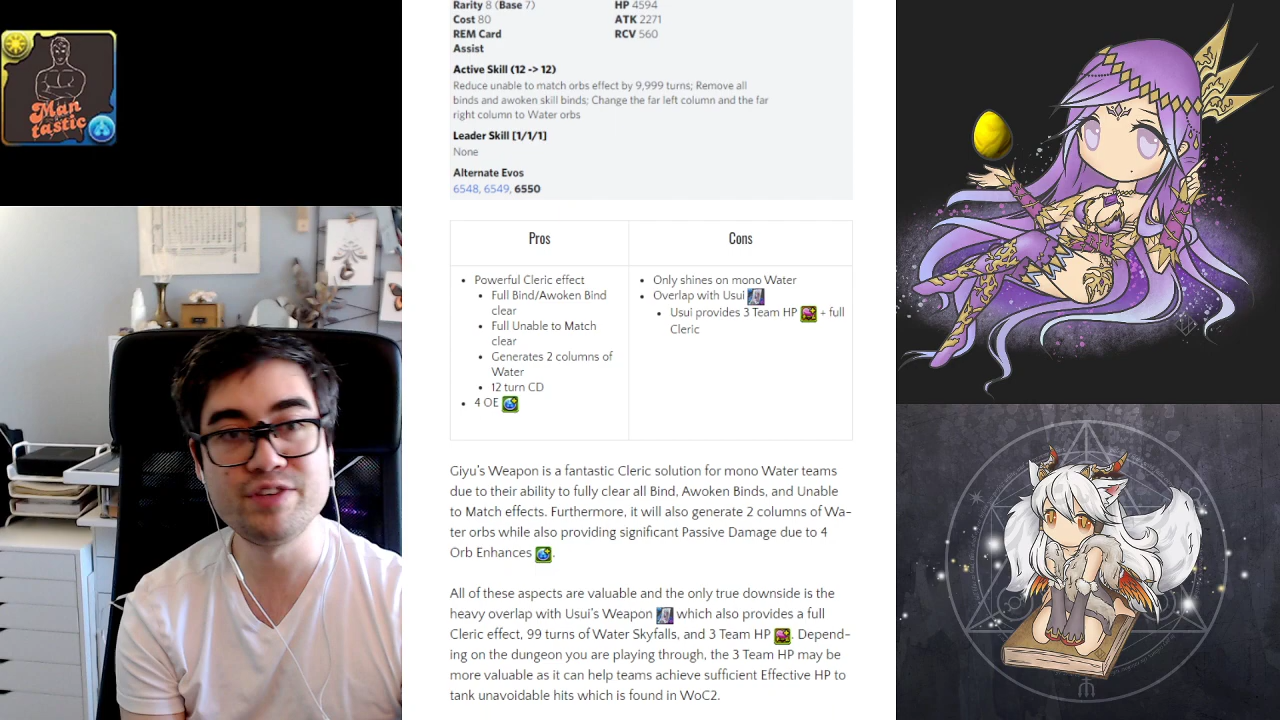 Man
tastic
Rarity 8 (Base 7)
HP 4594
Cost 80
ATK 2271
REM Card
RCV 560
Assist
Active Skill (12 -> 12)
Reduce unable to match orbs effect by 9,999 turns; Remove all
binds and awoken skill binds; Change the far left column and the far
right column to Water orbs
Leader Skill [1/1/1]
None
Alternate Evos
6548, 6549, 6550
Pros
Cons
• Powerful Cleric effect
• Full Bind/Awoken Bind
clear
• Full Unable to Match
clear
• Generates 2 columns of
Water
• 12 turn CD
• 4 OE
• Only shines on mono Water
• Overlap with Usui
• Usui provides 3 Team HP + full
Cleric
Giyu's Weapon is a fantastic Cleric solution for mono Water teams
due to their ability to fully clear all Bind, Awoken Binds, and Unable
to Match effects. Furthermore, it will also generate 2 columns of Wa-
ter orbs while also providing significant Passive Damage due to 4
Orb Enhances .
All of these aspects are valuable and the only true downside is the
heavy overlap with Usui's Weapon which also provides a full
Cleric effect, 99 turns of Water Skyfalls, and 3 Team HP . Depend-
ing on the dungeon you are playing through, the 3 Team HP may be
more valuable as it can help teams achieve sufficient Effective HP to
tank unavoidable hits which is found in WoC2.